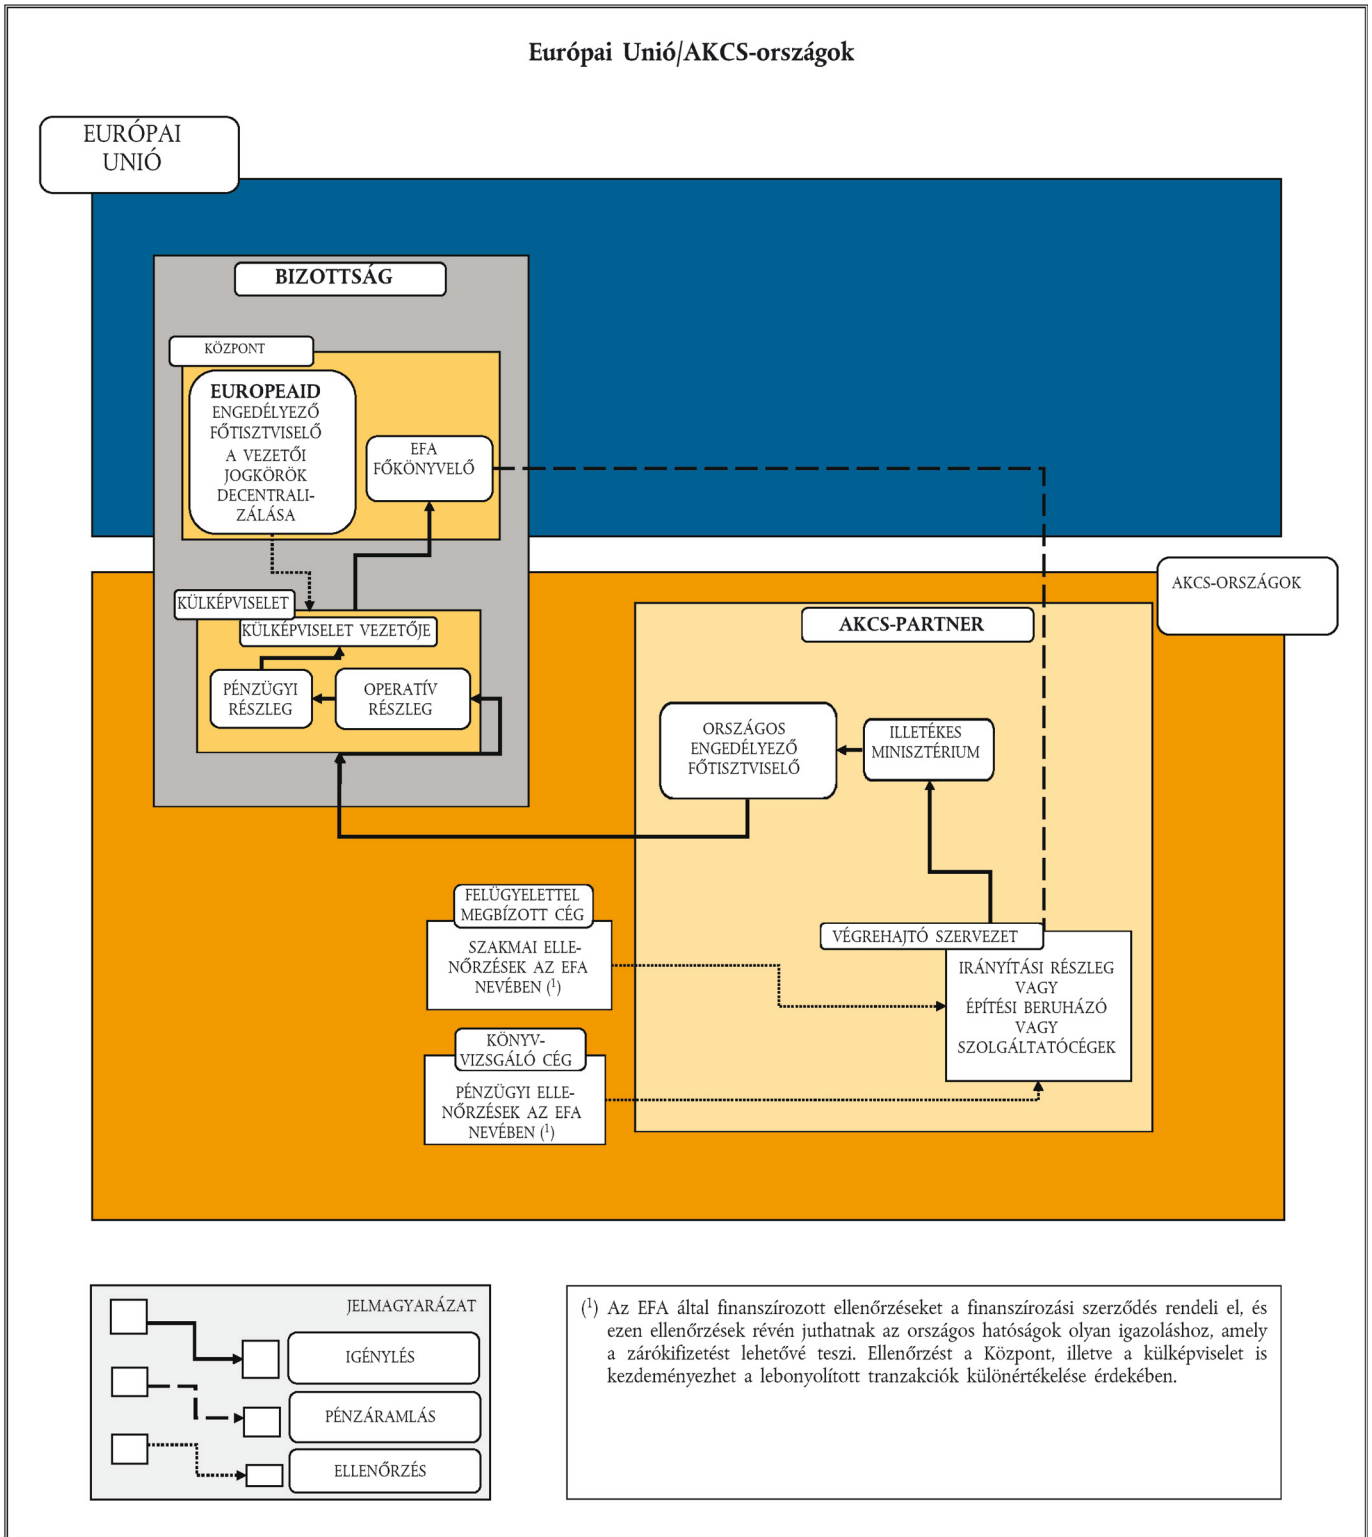 Európai Unió/AKCS-országok
EURÓPAI
UNIÓ
BIZOTTSÁG
KÖZPONT
EUROPEAID
ENGEDÉLYEZŐ
FŐTISZTVISELŐ
A VEZETŐI
JOGKÖRÖK
DECENTRALI-
ZÁLÁSA
EFA
FŐKÖNYVELŐ
AKCS-ORSZÁGOK
KÜLKÉPVISELET
KÜLKÉPVISELET VEZETŐJE
PÉNZÜGYI
RÉSZLEG
OPERATÍV
RÉSZLEG
AKCS-PARTNER
ORSZÁGOS
ENGEDÉLYEZŐ
FŐTISZTVISELŐ
ILLETÉKES
MINISZTÉRIUM
FELÜGYELETTEL
MEGBÍZOTT CÉG
SZAKMAI ELLE-
NŐRZÉSEK AZ EFA
NEVÉBEN (1)
VÉGREHAJTÓ SZERVEZET
IRÁNYÍTÁSI RÉSZLEG
VAGY
ÉPÍTÉSI BERUHÁZÓ
VAGY
SZOLGÁLTATÓCÉGEK
KÖNYV-
VIZSGÁLÓ CÉG
PÉNZÜGYI ELLE-
NŐRZÉSEK AZ EFA
NEVÉBEN (1)
JELMAGYARÁZAT
IGÉNYLÉS
PÉNZÁRAMLÁS
ELLENŐRZÉS
(1) Az EFA által finanszírozott ellenőrzéseket a finanszírozási szerződés rendeli el, és
ezen ellenőrzések révén juthatnak az országos hatóságok olyan igazoláshoz, amely
a zárókifizetést lehetővé teszi. Ellenőrzést a Központ, illetve a külképviselet is
kezdeményezhet a lebonyolított tranzakciók különértékelése érdekében.